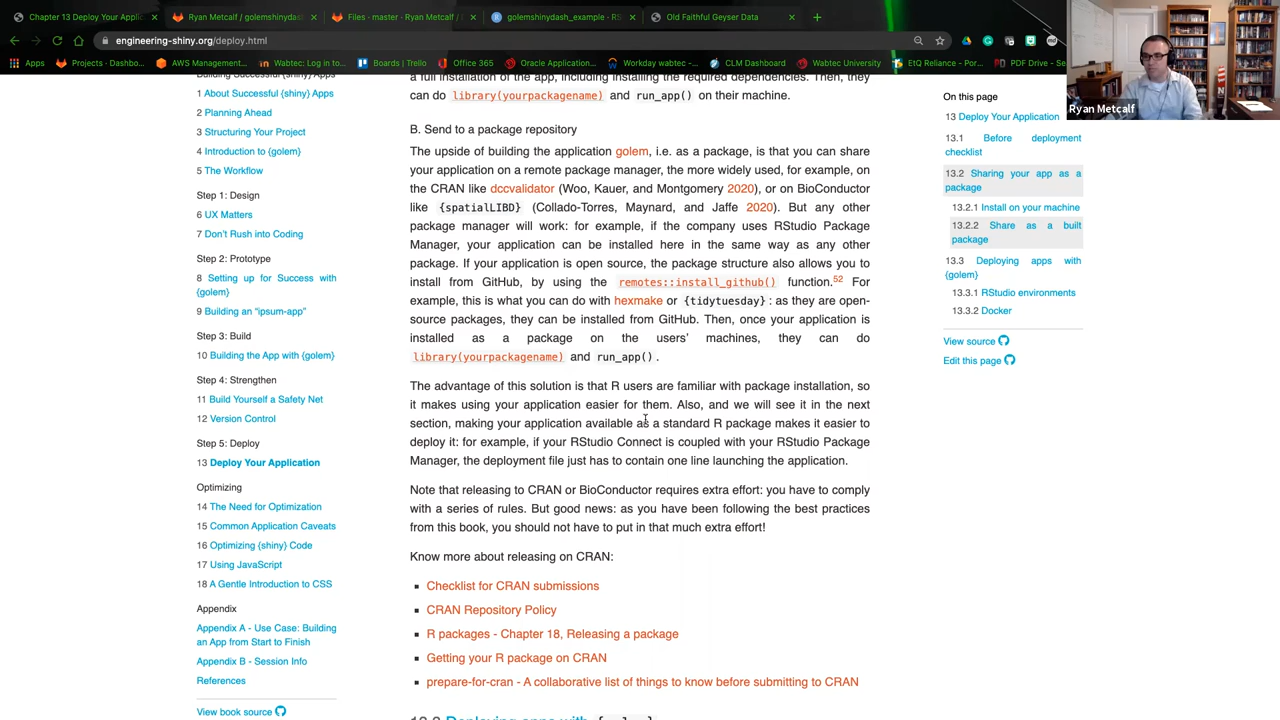 Chapter 13 Deploy Your Application
Ryan Metcalf / golemshinydash
Files · master · Ryan Metcalf /
golemshinydash_example - RS
Old Faithful Geyser Data
engineering-shiny.org/deploy.html
Apps
Projects · Dashbo...
AWS Management...
Wabtec: Log in to...
Boards | Trello
Office 365
Oracle Application...
Workday wabtec -...
CLM Dashboard
Wabtec University
EtQ Reliance - Por...
PDF Drive - Se
Ryan Metcalf
Building Successful {shiny} Apps
1 About Successful {shiny} Apps
2 Planning Ahead
3 Structuring Your Project
4 Introduction to {golem}
5 The Workflow
Step 1: Design
6 UX Matters
7 Don't Rush into Coding
Step 2: Prototype
8 Setting up for Success with
{golem}
9 Building an “ipsum-app”
Step 3: Build
10 Building the App with {golem}
Step 4: Strengthen
11 Build Yourself a Safety Net
12 Version Control
Step 5: Deploy
13 Deploy Your Application
Optimizing
14 The Need for Optimization
15 Common Application Caveats
16 Optimizing {shiny} Code
17 Using JavaScript
18 A Gentle Introduction to CSS
Appendix
Appendix A - Use Case: Building
an App from Start to Finish
Appendix B - Session Info
References
View book source
a full installation of the app, including installing the required dependencies. Then, they
can do library(yourpackagename) and run_app() on their machine.
B. Send to a package repository
The upside of building the application golem, i.e. as a package, is that you can share
your application on a remote package manager, the more widely used, for example, on
the CRAN like dccvalidator (Woo, Kauer, and Montgomery 2020), or on BioConductor
like {spatialLIBD} (Collado-Torres, Maynard, and Jaffe 2020). But any other
package manager will work: for example, if the company uses RStudio Package
Manager, your application can be installed here in the same way as any other
package. If your application is open source, the package structure also allows you to
install from GitHub, by using the remotes::install_github() function.52 For
example, this is what you can do with hexmake or {tidytuesday}: as they are open-
source packages, they can be installed from GitHub. Then, once your application is
installed as a package on the users' machines, they can do
library(yourpackagename) and run_app().
The advantage of this solution is that R users are familiar with package installation, so
it makes using your application easier for them. Also, and we will see it in the next
section, making your application available as a standard R package makes it easier to
deploy it: for example, if your RStudio Connect is coupled with your RStudio Package
Manager, the deployment file just has to contain one line launching the application.
Note that releasing to CRAN or BioConductor requires extra effort: you have to comply
with a series of rules. But good news: as you have been following the best practices
from this book, you should not have to put in that much extra effort!
Know more about releasing on CRAN:
Checklist for CRAN submissions
CRAN Repository Policy
R packages - Chapter 18, Releasing a package
Getting your R package on CRAN
prepare-for-cran - A collaborative list of things to know before submitting to CRAN
On this page
13 Deploy Your Application
13.1 Before deployment
checklist
13.2 Sharing your app as a
package
13.2.1 Install on your machine
13.2.2 Share as a built
package
13.3 Deploying apps with
{golem}
13.3.1 RStudio environments
13.3.2 Docker
View source
Edit this page